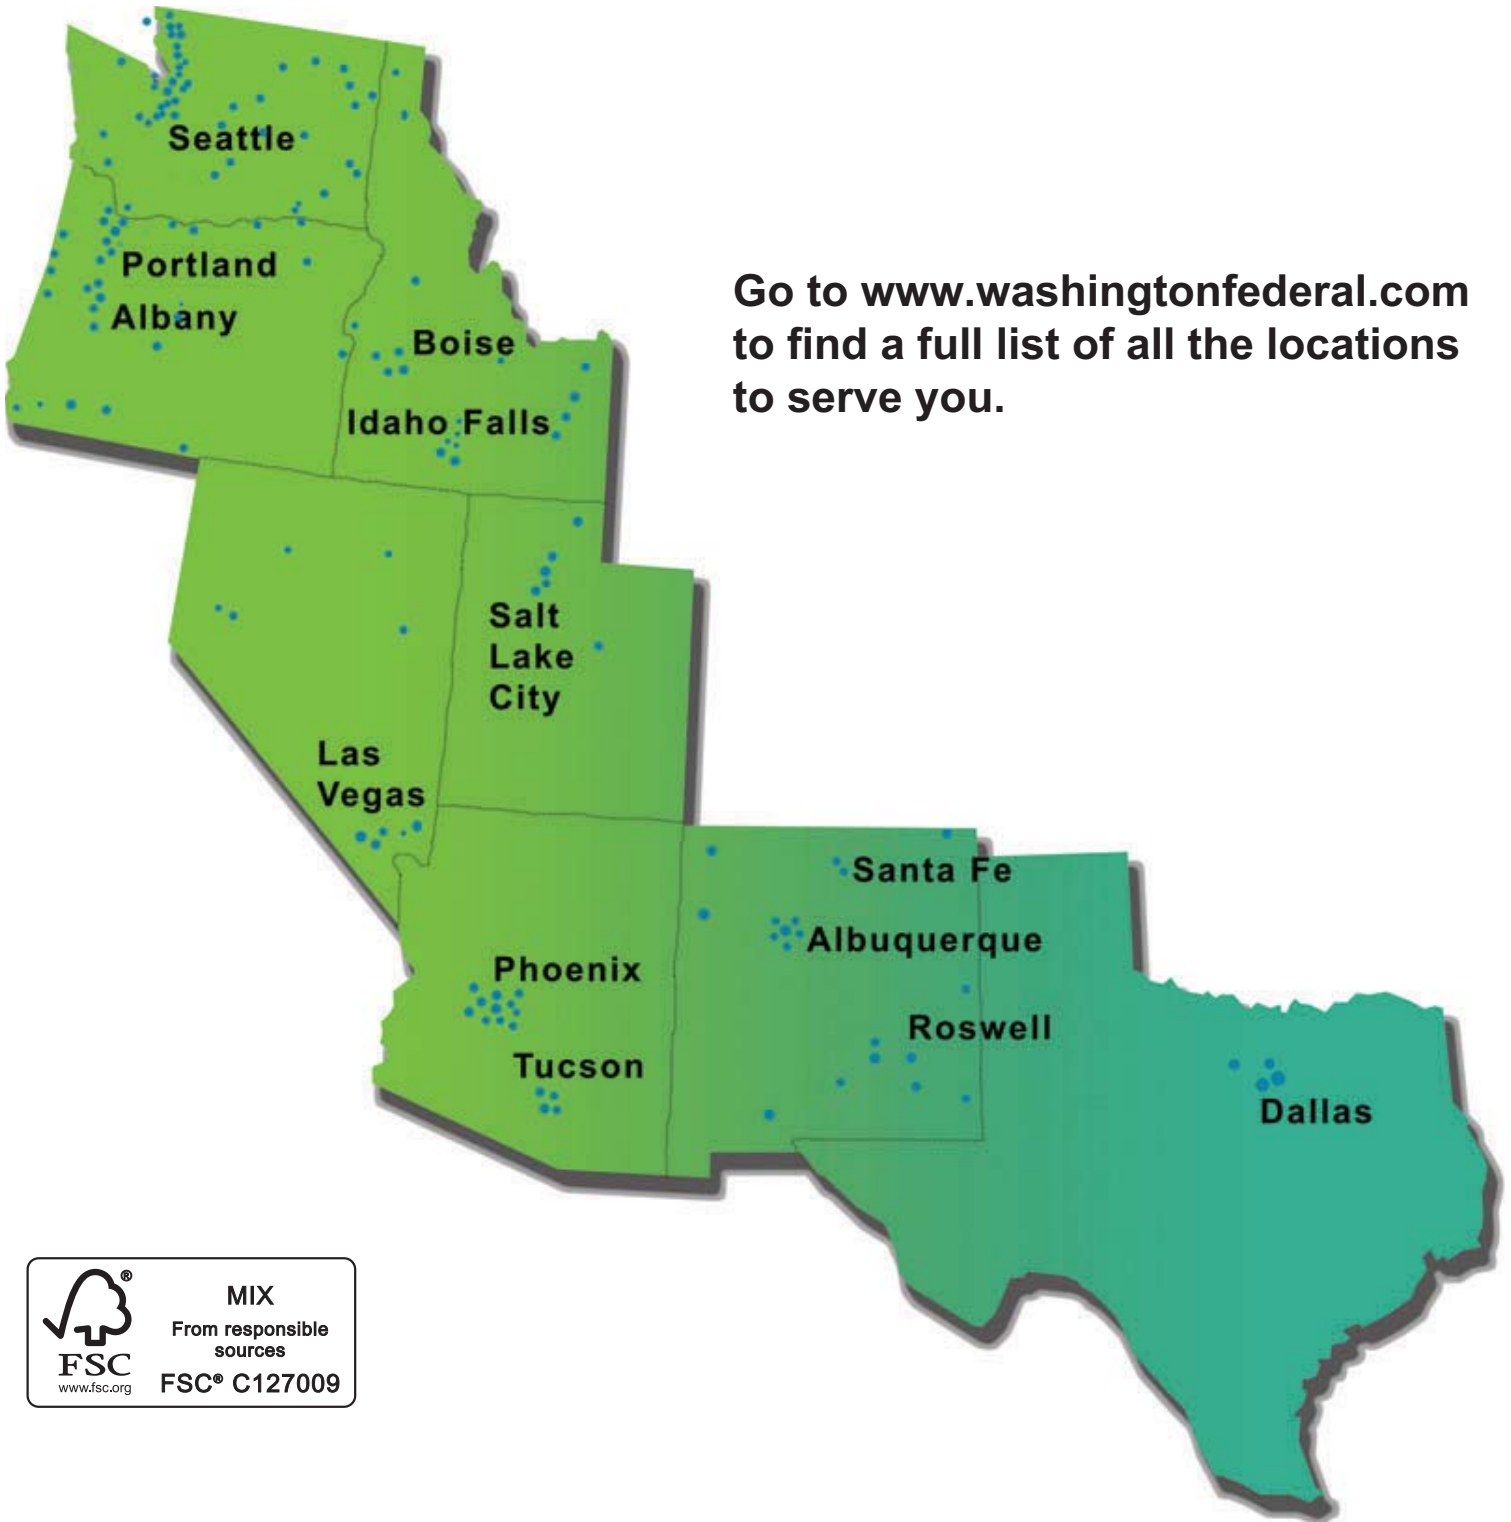 Seattle
Portland
Albany
Boise
Idaho Falls
Go to www.washingtonfederal.com
to find a full list of all the locations
to serve you.
Salt
Lake
City
Las
Vegas
Santa Fe
Albuquerque
Phoenix
Roswell
Tucson
Dallas
®
FSC
www.fsc.org
MIX
From responsible
sources
FSC® C127009